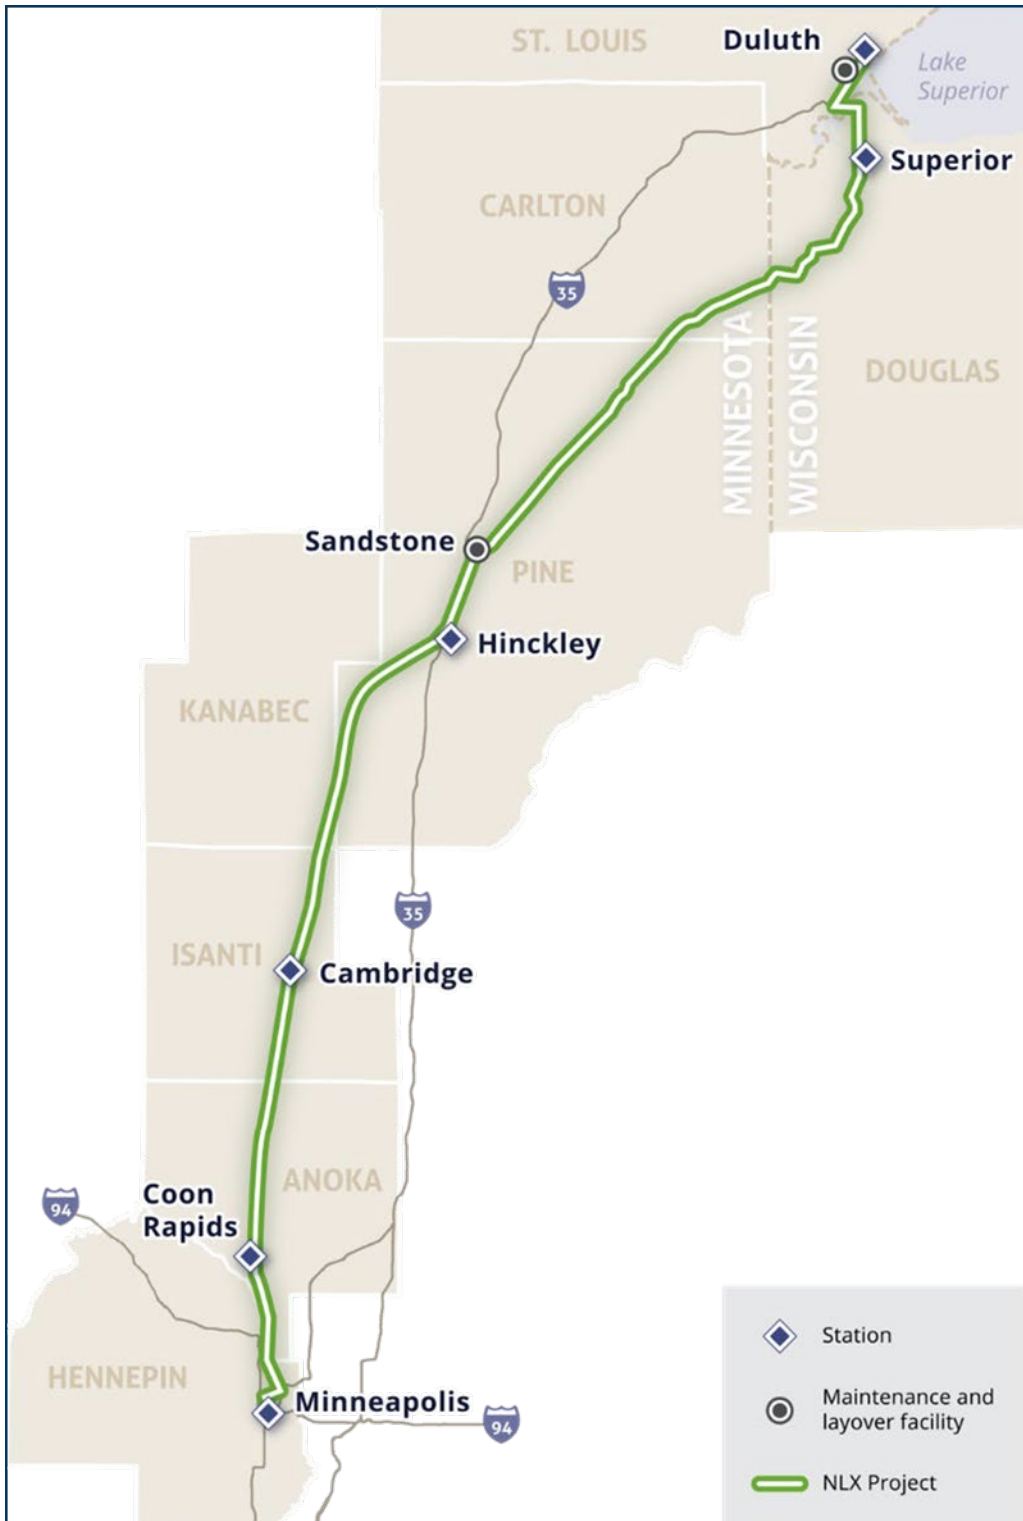 ST. LOUIS
Duluth
Lake
Superior
Superior
CARLTON
35
MINNESOTA
WISCONSIN
DOUGLAS
Sandstone
PINE
Hinckley
KANABEC
35
ISANTI
Cambridge
ANOKA
Coon
Rapids
94
HENNEPIN
Minneapolis
94
Station
Maintenance and
layover facility
NLX Project